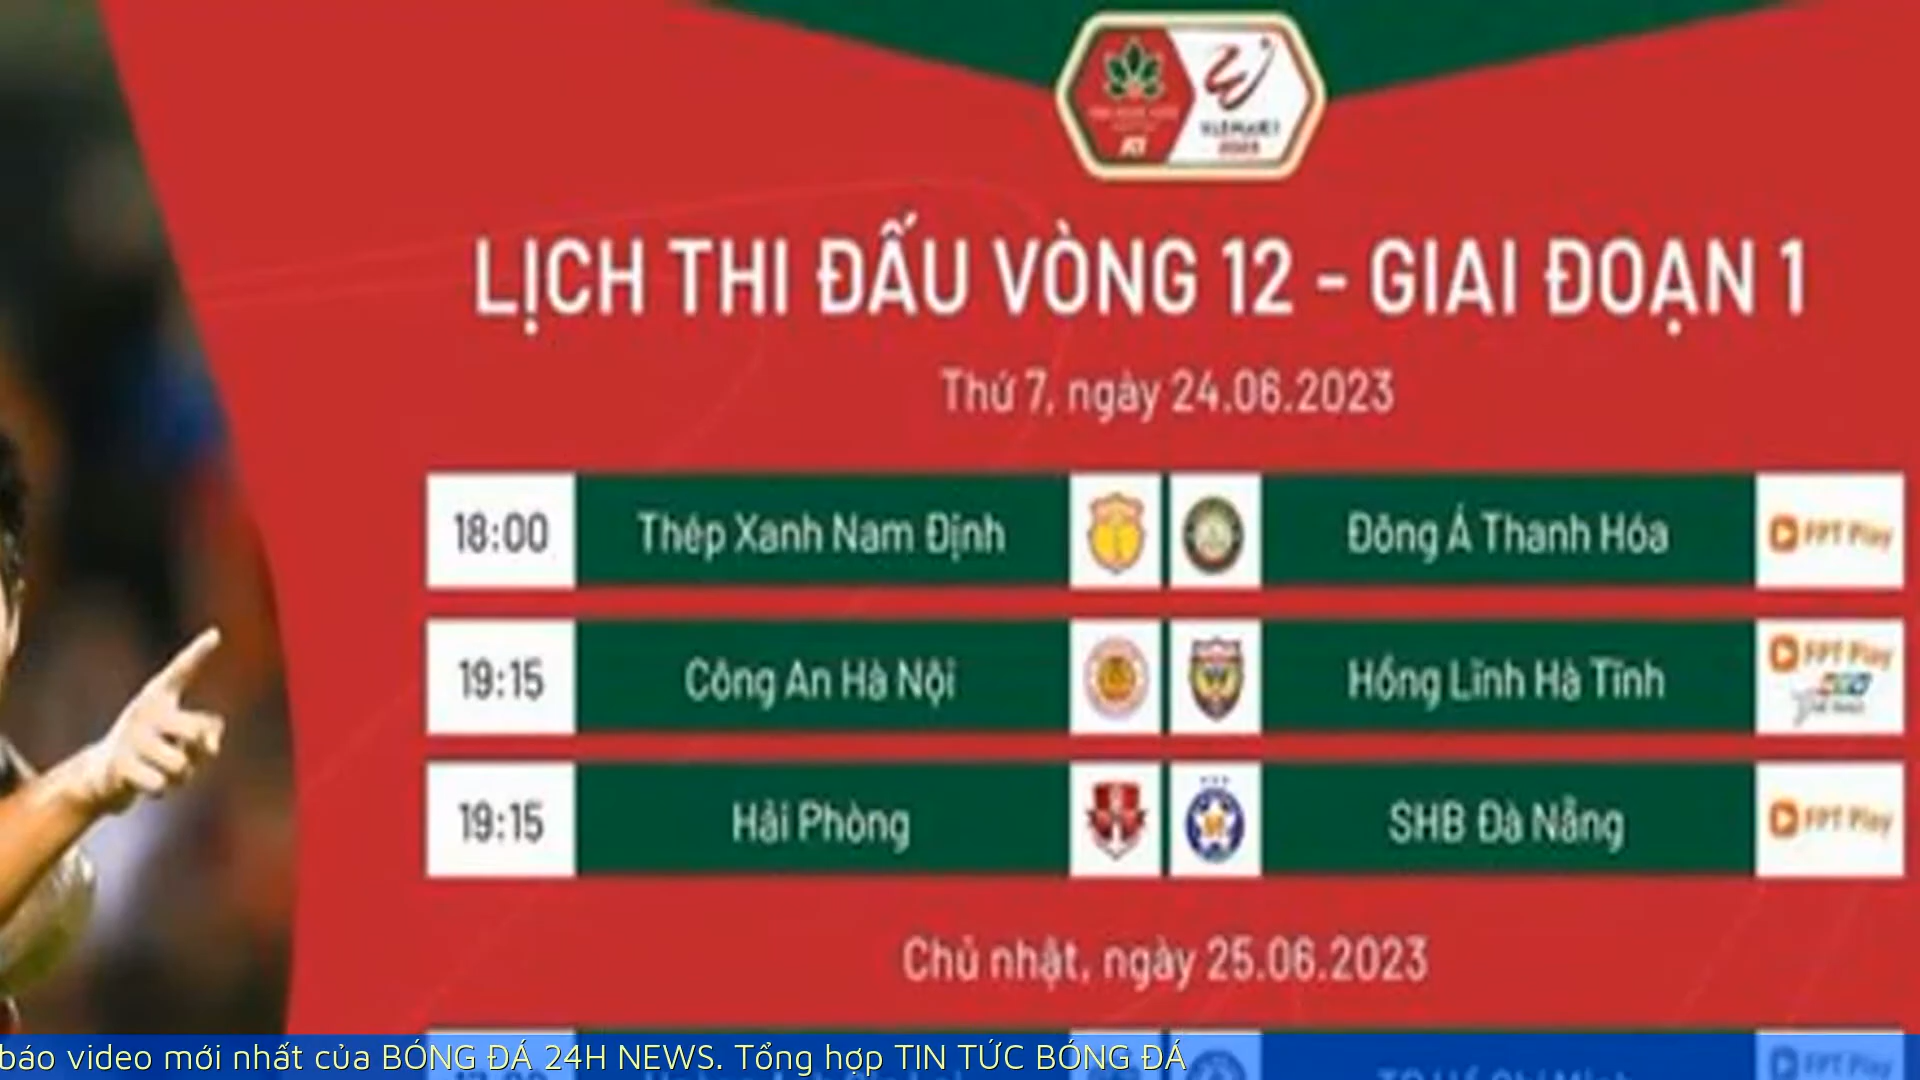 LỊCH THI ĐẤU VÒNG 12 - GIAI ĐOẠN 1
Thứ 7, ngày 24.06.2023
18:00 Thép Xanh Nam Định Đông Á Thanh Hóa FPT Play
19:15 Công An Hà Nội Hồng Lĩnh Hà Tĩnh FPT Play
19:15 Hải Phòng SHB Đà Nẵng FPT Play
Chủ nhật, ngày 25.06.2023
báo video mới nhất của BÓNG ĐÁ 24H NEWS. Tổng hợp TIN TỨC BÓNG ĐÁ